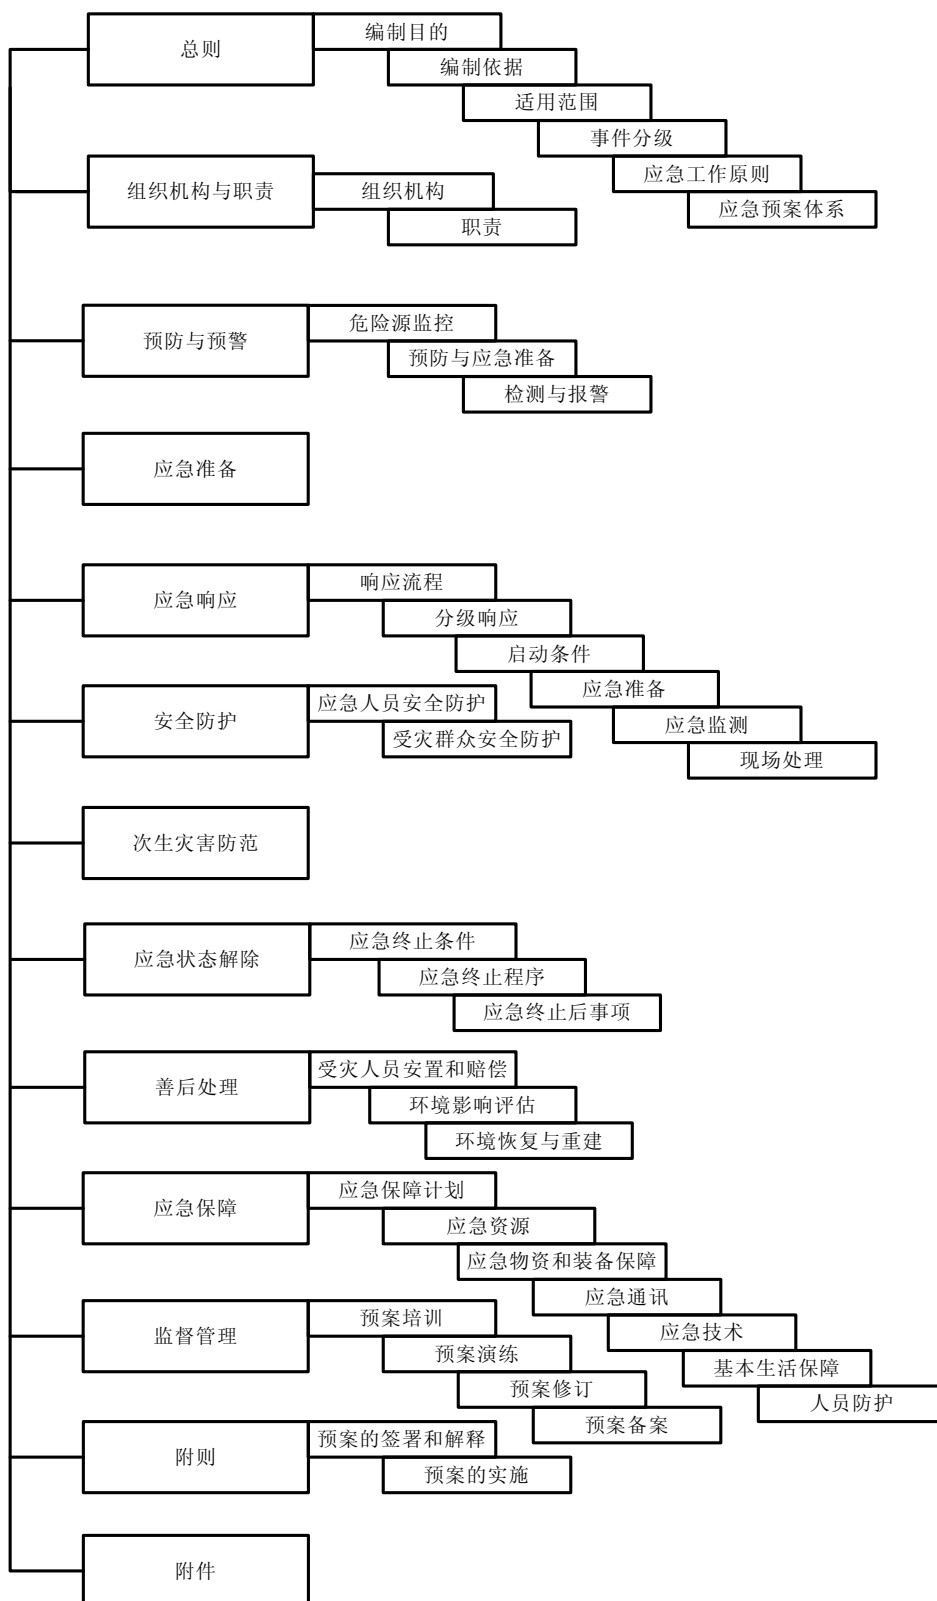 总则
编制目的
编制依据
适用范围
事件分级
应急工作原则
应急预案体系
组织机构与职责
组织机构
职责
预防与预警
危险源监控
预防与应急准备
检测与报警
应急准备
应急响应
响应流程
分级响应
启动条件
应急准备
应急监测
现场处理
安全防护
应急人员安全防护
受灾群众安全防护
次生灾害防范
应急状态解除
应急终止条件
应急终止程序
应急终止后事项
善后处理
受灾人员安置和赔偿
环境影响评估
环境恢复与重建
应急保障
应急保障计划
应急资源
应急物资和装备保障
应急通讯
应急技术
基本生活保障
人员防护
监督管理
预案培训
预案演练
预案修订
预案备案
附则
预案的签署和解释
预案的实施
附件